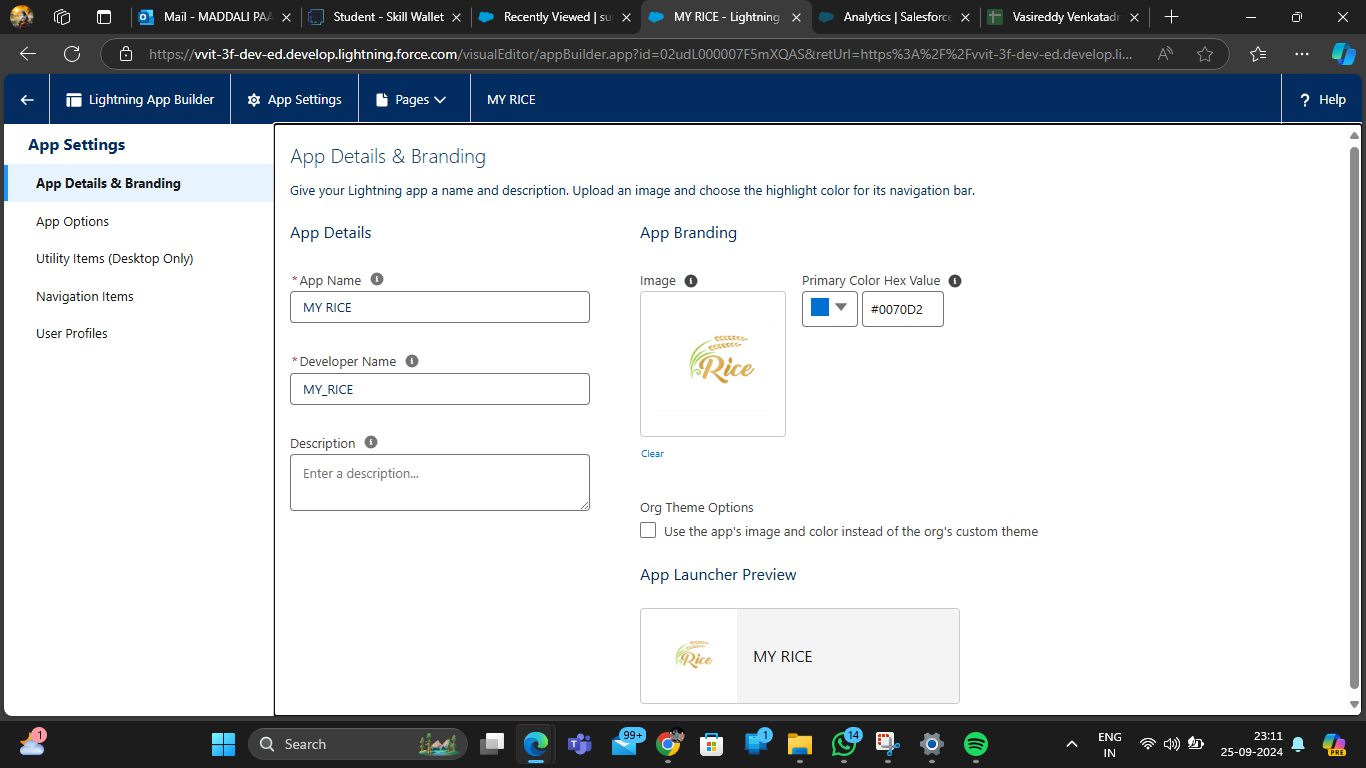 Mail - MADDALI PAA
Student - Skill Wallet
Recently Viewed | su
MY RICE - Lightning
Analytics | Salesforce
Vasireddy Venkatadr
https://vvit-3f-dev-ed.develop.lightning.force.com/visualEditor/appBuilder.app?id=02udL000007F5mXQAS&retUrl=https%3A%2F%2Fvvit-3f-dev-ed.develop.li...
Lightning App Builder
App Settings
Pages
MY RICE
? Help
App Settings
App Details & Branding
App Options
Utility Items (Desktop Only)
Navigation Items
User Profiles
App Details & Branding
Give your Lightning app a name and description. Upload an image and choose the highlight color for its navigation bar.
App Details
*App Name
MY RICE
*Developer Name
MY_RICE
Description
Enter a description...
App Branding
Image
Primary Color Hex Value
Rice
#0070D2
Clear
Org Theme Options
Use the app's image and color instead of the org's custom theme
App Launcher Preview
Rice
MY RICE
1
Search
99+
1
14
ENG
IN
23:11
25-09-2024
PRE